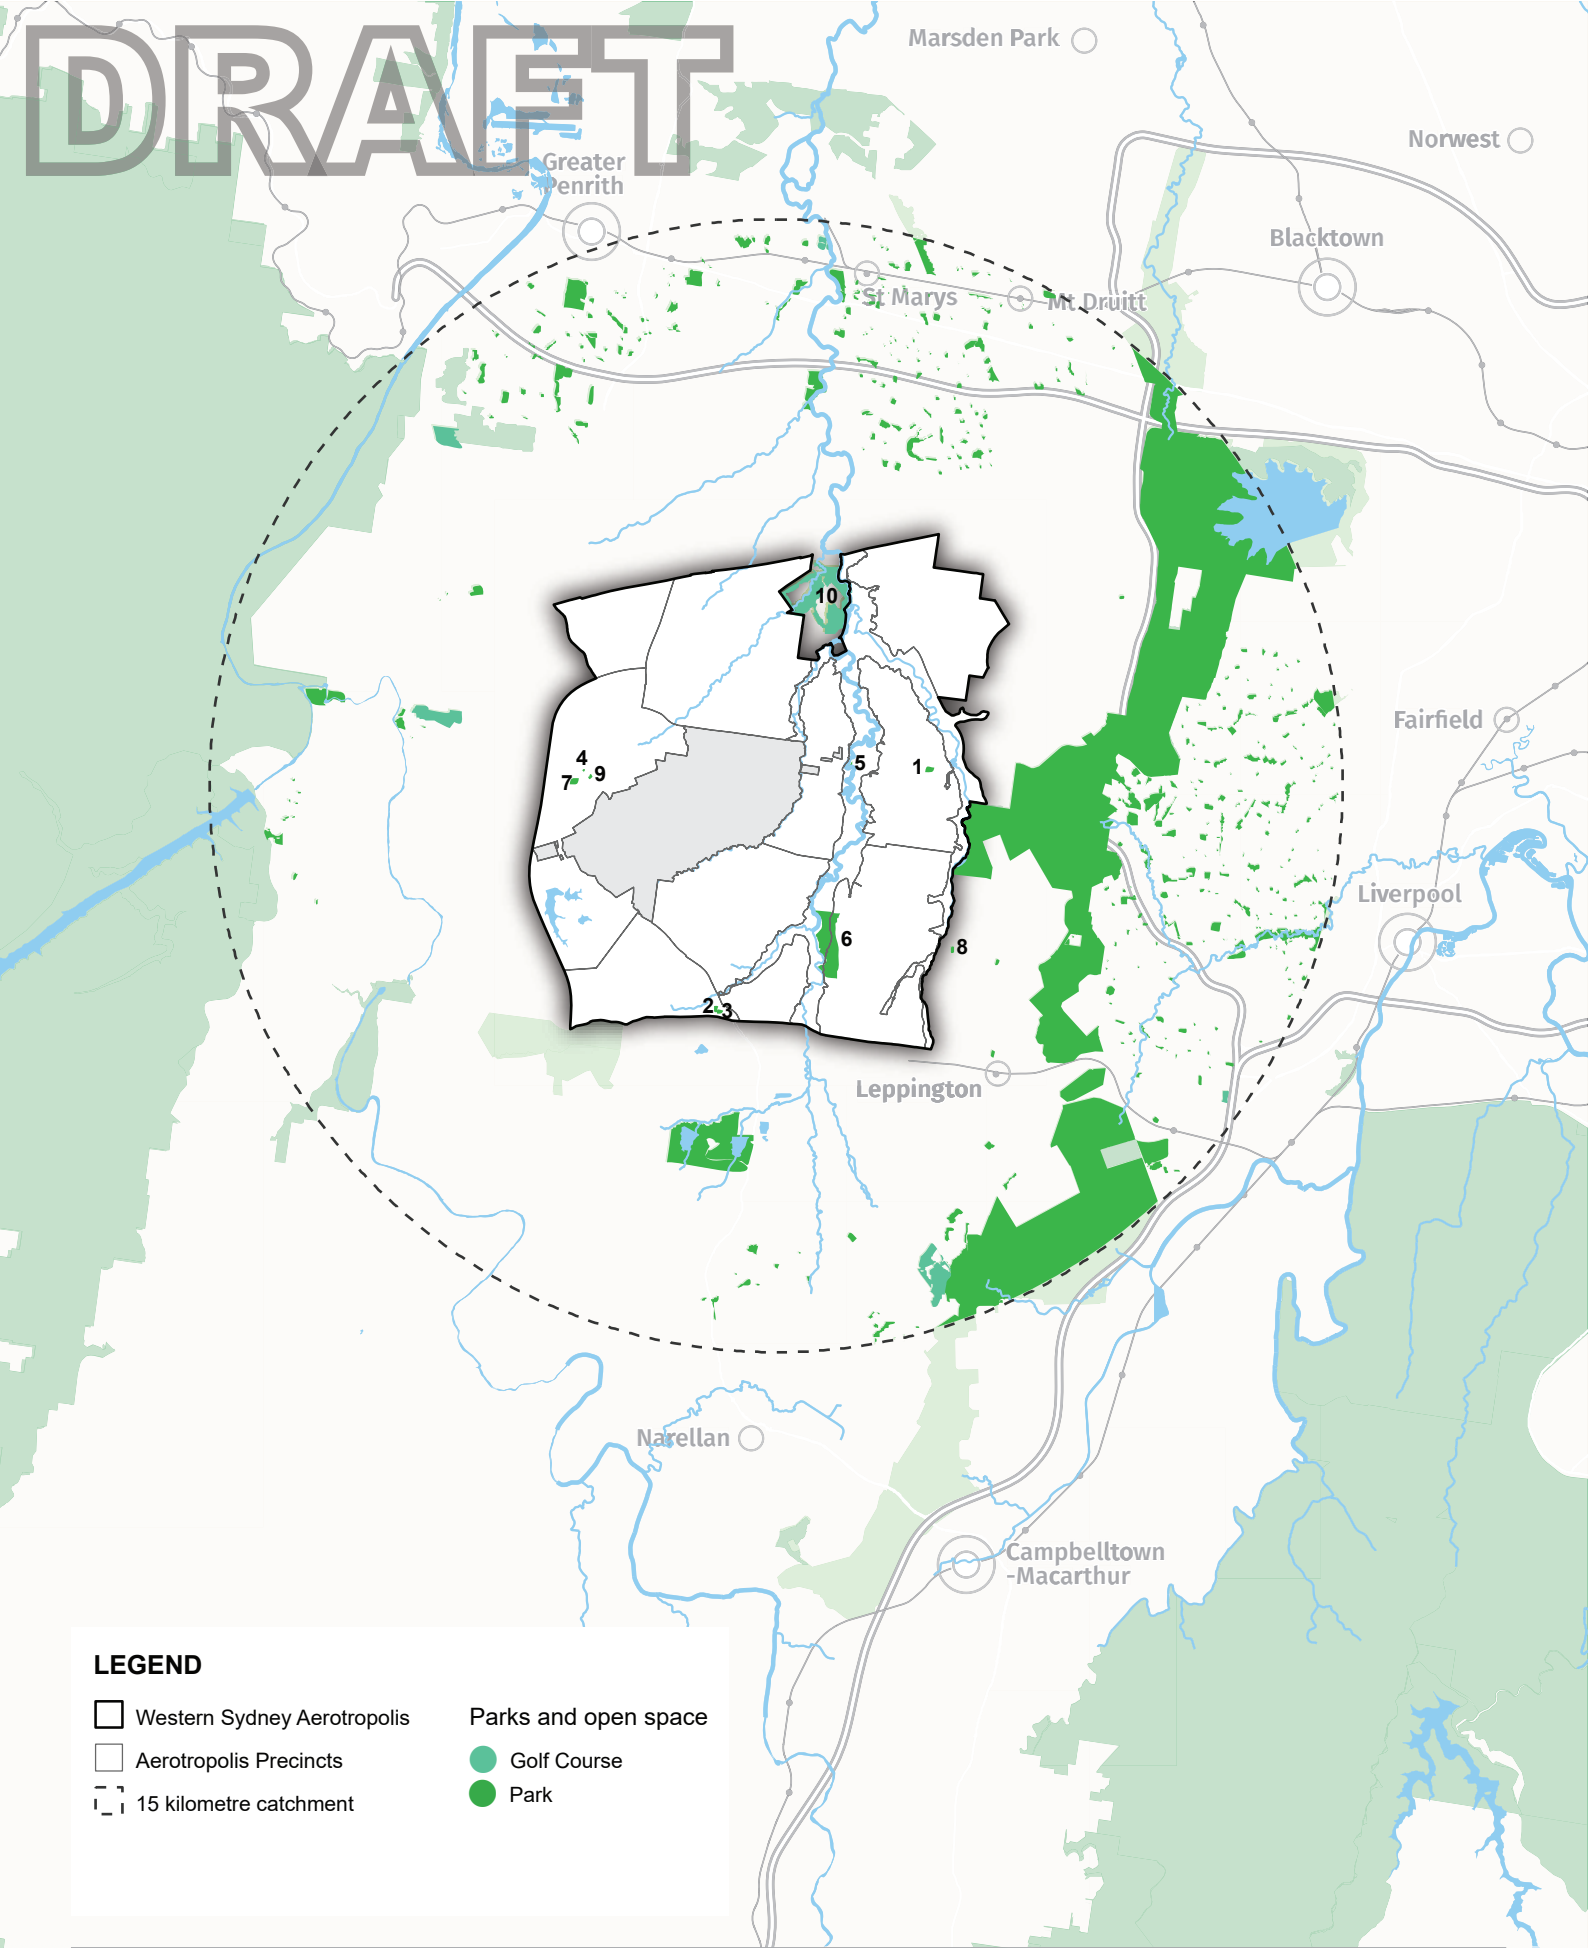 DRAFT
Marsden Park
Norwest
Greater
Penrith
Blacktown
St Marys
Mt Druitt
10
Fairfield
4
9
7
5
1
Liverpool
6
8
2
3
Leppington
Narellan
Campbelltown
-Macarthur
LEGEND
Western Sydney Aerotropolis
Aerotropolis Precincts
15 kilometre catchment
Parks and open space
Golf Course
Park